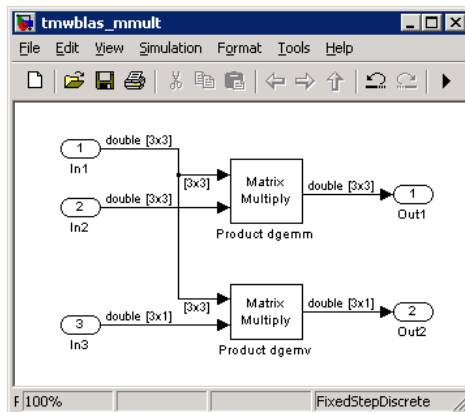 tmwblas_mmult
File Edit View Simulation Format Tools Help
1
double [3x3]
In1
[3x3]
Matrix
Multiply
double [3x3]
1
Out1
2
double [3x3]
In2
Product dgemm
[3x3]
Matrix
Multiply
double [3x1]
2
Out2
3
double [3x1]
In3
Product dgemv
F 100%
FixedStepDiscrete